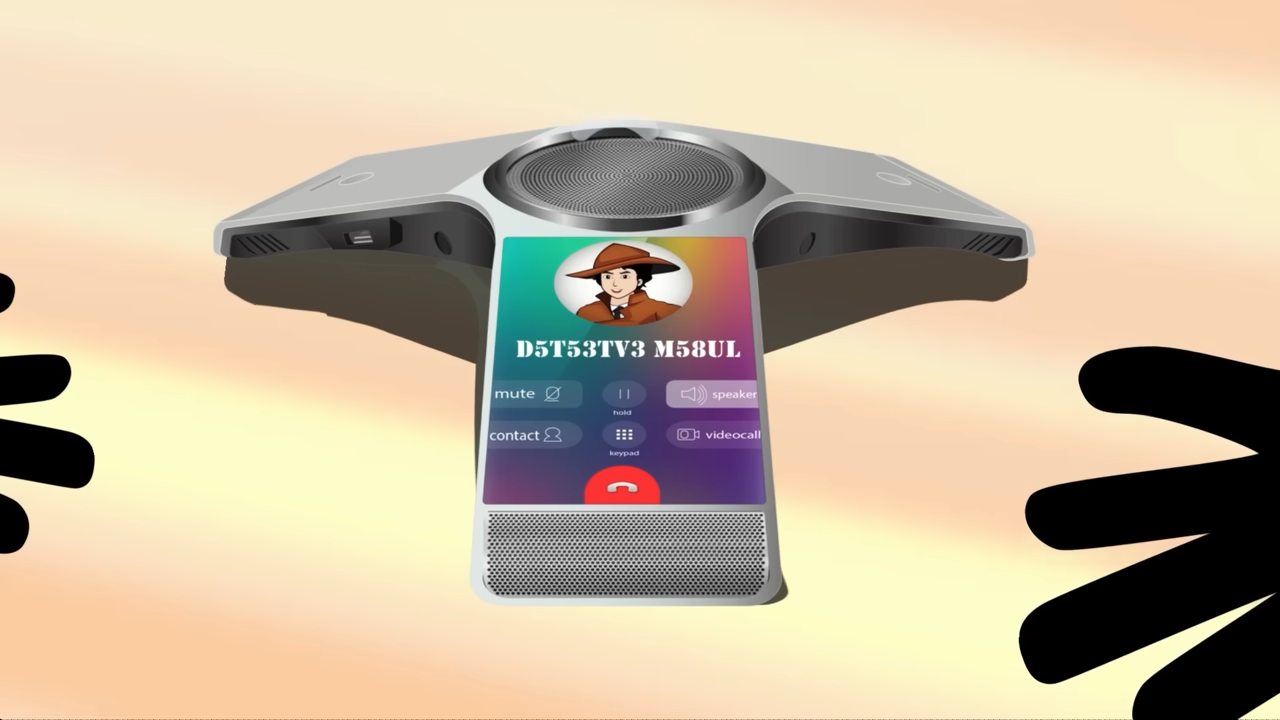 D5T53TV3 M58UL
mute
speaker
hold
contact
videocall
keypad